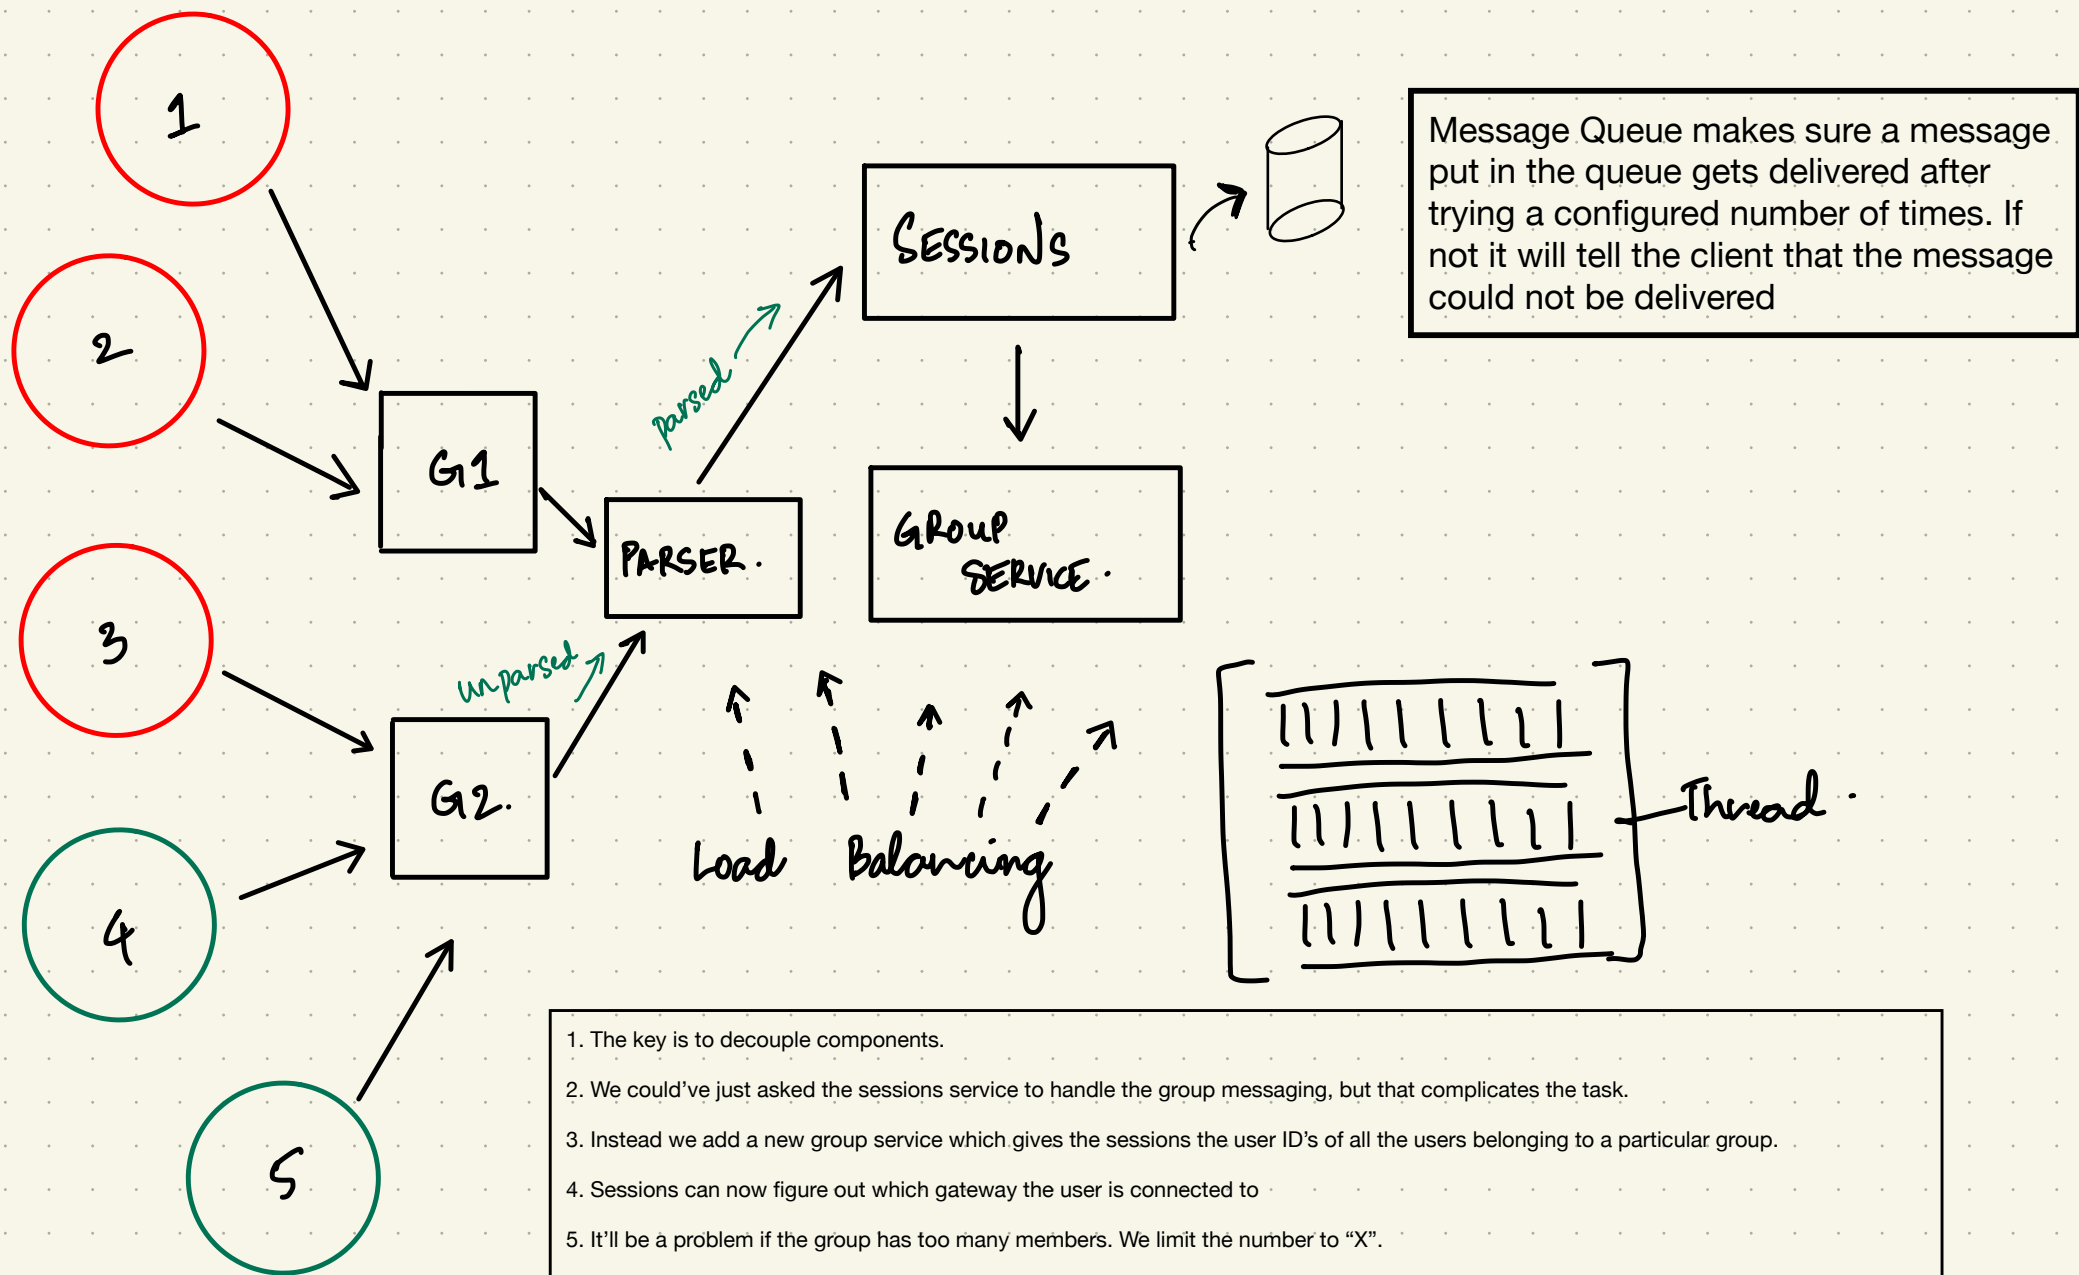 1
2
3
4
5
G1
G2.
unparsed
PARSER.
parsed
SESSIONS
GROUP
SERVICE.
Load Balancing
Thread.
Message Queue makes sure a message
put in the queue gets delivered after
trying a configured number of times. If
not it will tell the client that the message
could not be delivered
1. The key is to decouple components.
2. We could’ve just asked the sessions service to handle the group messaging, but that complicates the task.
3. Instead we add a new group service which gives the sessions the user ID’s of all the users belonging to a particular group.
4. Sessions can now figure out which gateway the user is connected to
5. It’ll be a problem if the group has too many members. We limit the number to “X”.